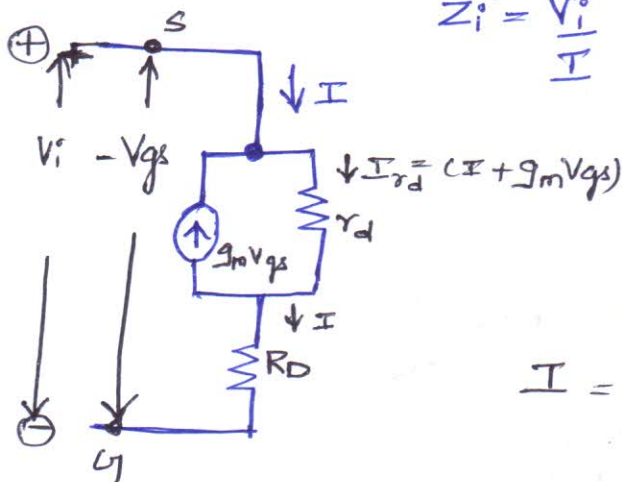 S
Zi = Vi
I
+
↓ I
Vi
- Vgs
↓ Ird = (I + gmVgs)
rd
↑ gmVgs
↓ I
RD
I =
-
G